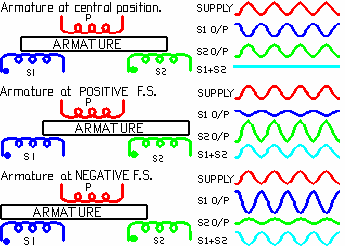 Armature at central position.
P
ARMATURE
S1
S2
SUPPLY
S1 O/P
S2 O/P
S1+S2
Armature at POSITIVE F.S.
P
ARMATURE
S1
S2
SUPPLY
S1 O/P
S2 O/P
S1+S2
Armature at NEGATIVE F.S.
P
ARMATURE
S1
S2
SUPPLY
S1 O/P
S2 O/P
S1+S2